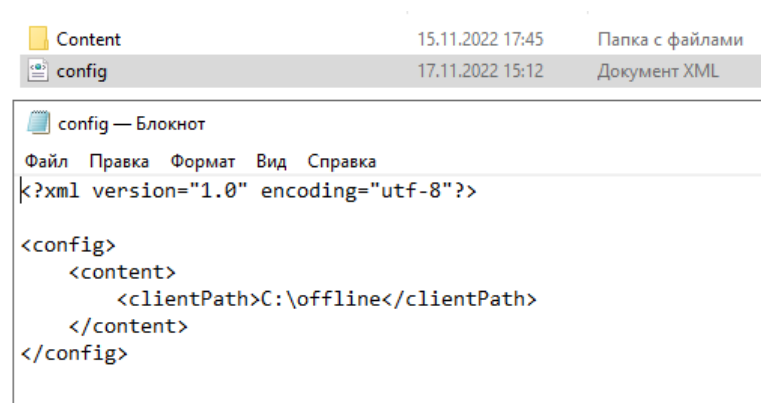 Content 15.11.2022 17:45 Папка с файлами
config 17.11.2022 15:12 Документ XML
config — Блокнот
Файл Правка Формат Вид Справка
<?xml version="1.0" encoding="utf-8"?>
<config>
    <content>
        <clientPath>C:\offline</clientPath>
    </content>
</config>